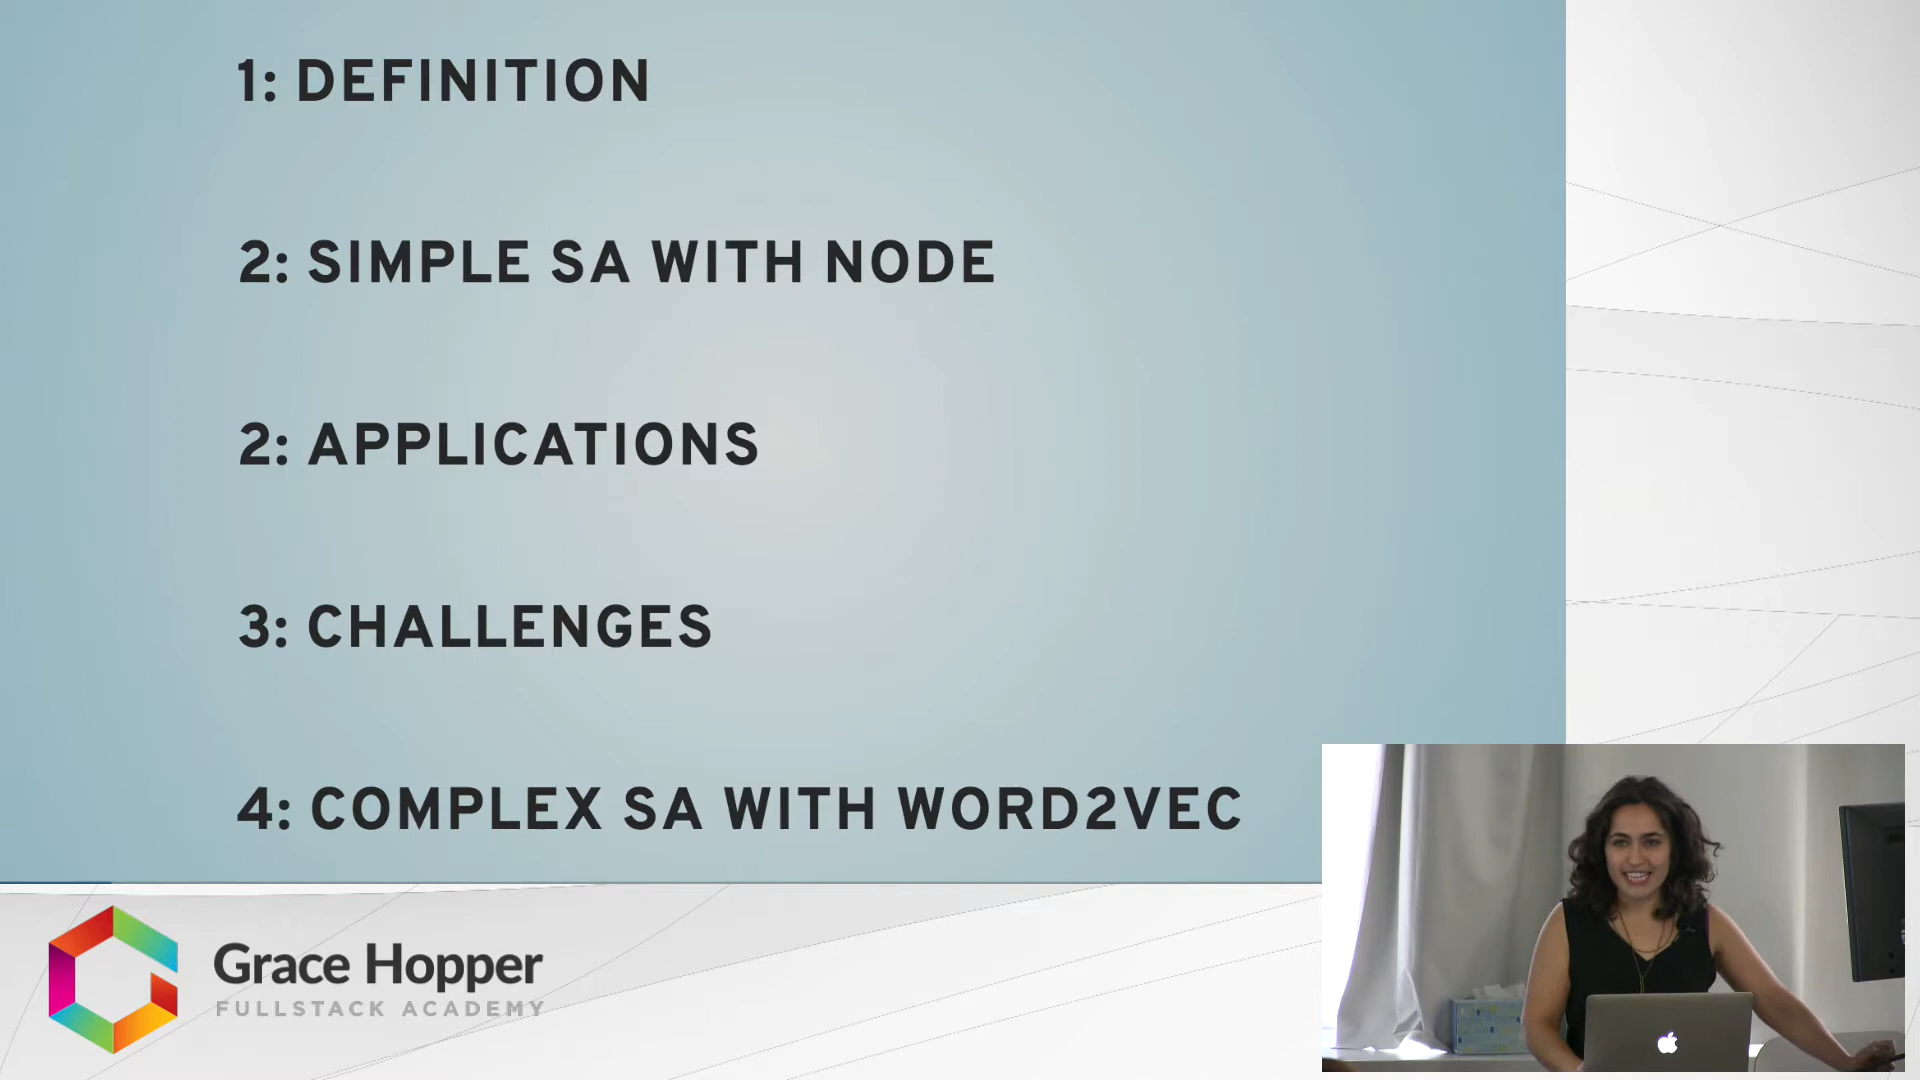 1: DEFINITION
2: SIMPLE SA WITH NODE
2: APPLICATIONS
3: CHALLENGES
4: COMPLEX SA WITH WORD2VEC
Grace Hopper
FULLSTACK ACADEMY